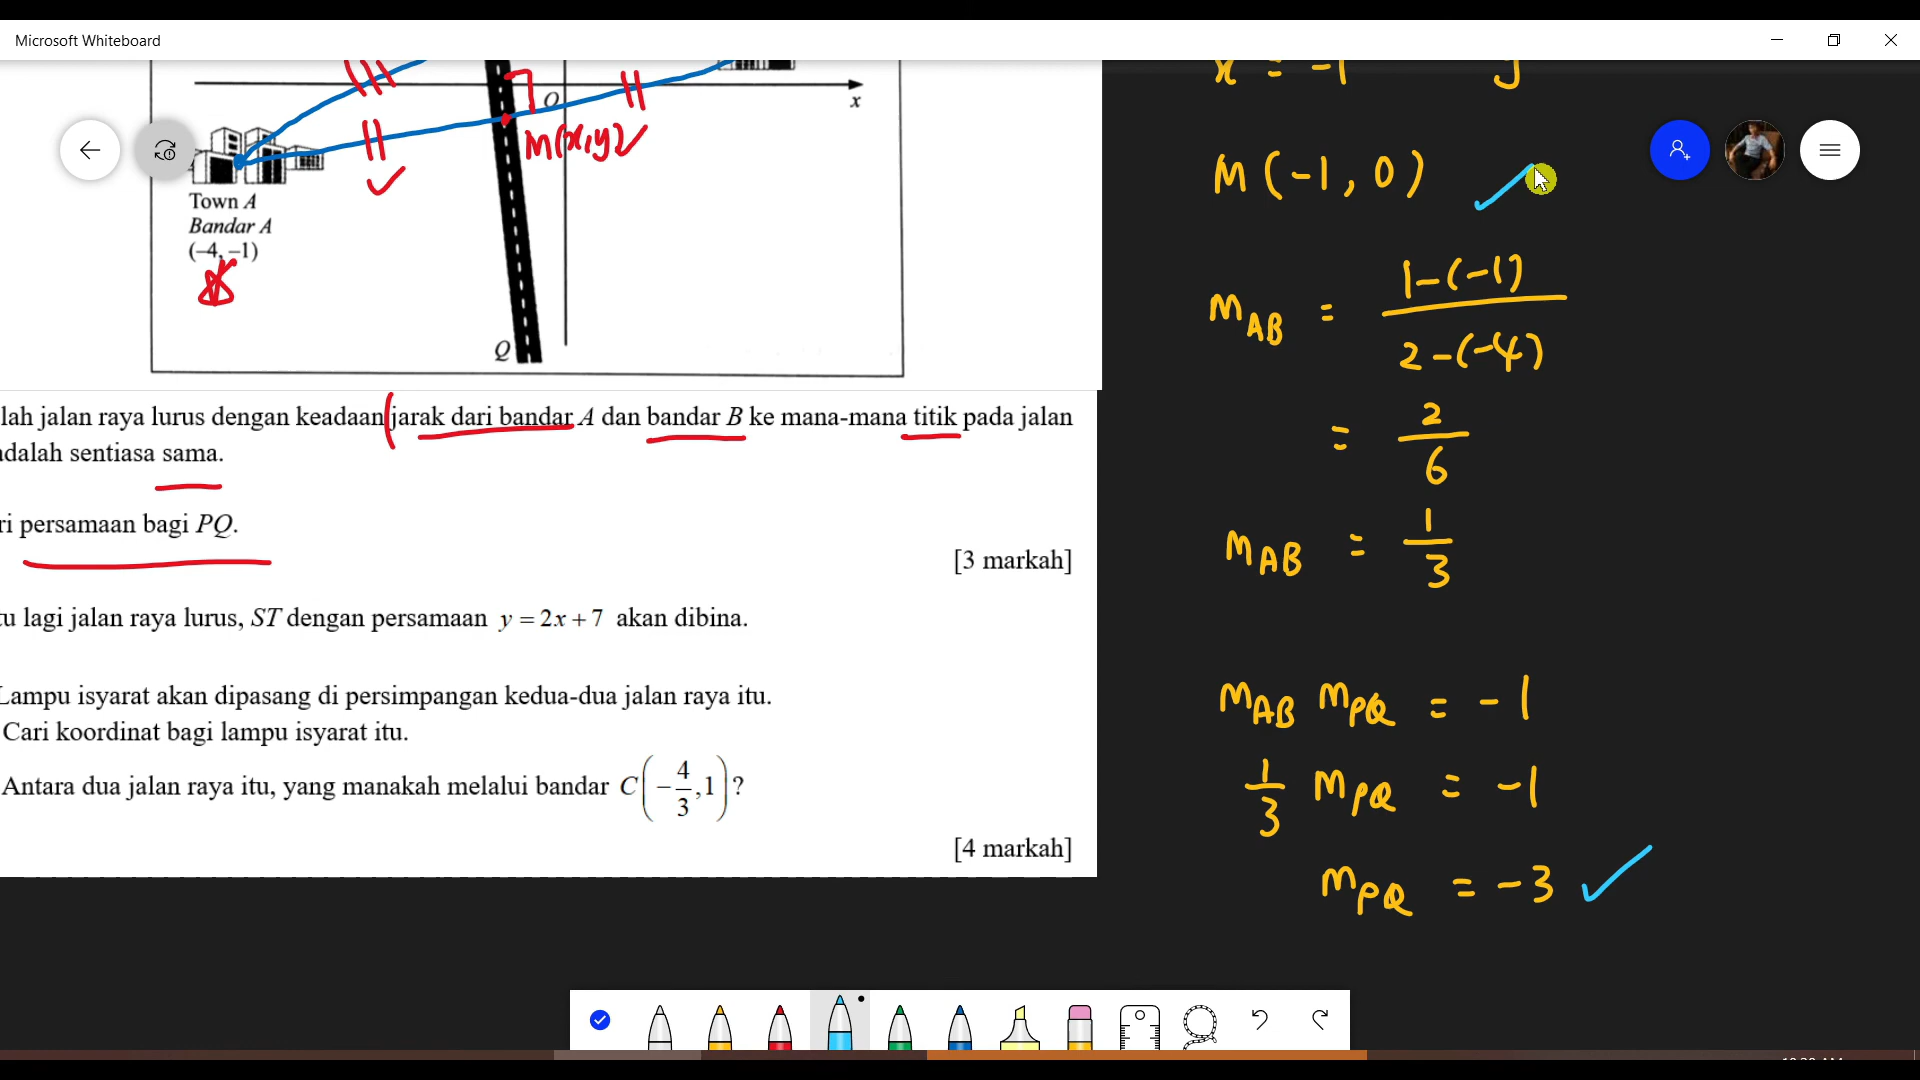 Microsoft Whiteboard
O
x
M(x,y)
Town A
Bandar A
(–4, –1)
Q
lah jalan raya lurus dengan keadaan jarak dari bandar A dan bandar B ke mana-mana titik pada jalan
adalah sentiasa sama.
ri persamaan bagi PQ.
[3 markah]
tu lagi jalan raya lurus, ST dengan persamaan y = 2x + 7 akan dibina.
Lampu isyarat akan dipasang di persimpangan kedua-dua jalan raya itu.
Cari koordinat bagi lampu isyarat itu.
Antara dua jalan raya itu, yang manakah melalui bandar C(–4/3, 1)?
[4 markah]
x = -1 y
M(-1, 0)
mAB = 1-(-1) / 2-(-4)
= 2/6
mAB = 1/3
mAB mPQ = -1
1/3 mPQ = -1
mPQ = -3